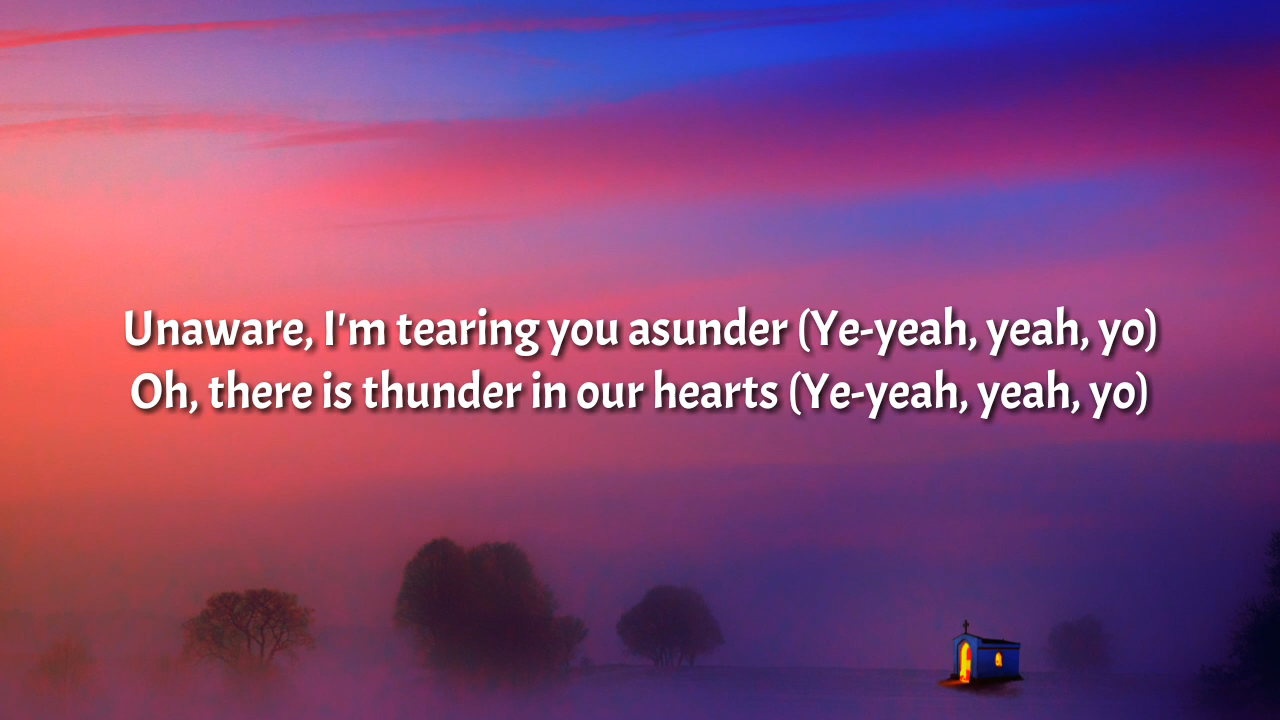 Unaware, I'm tearing you asunder (Ye-yeah, yeah, yo)
Oh, there is thunder in our hearts (Ye-yeah, yeah, yo)